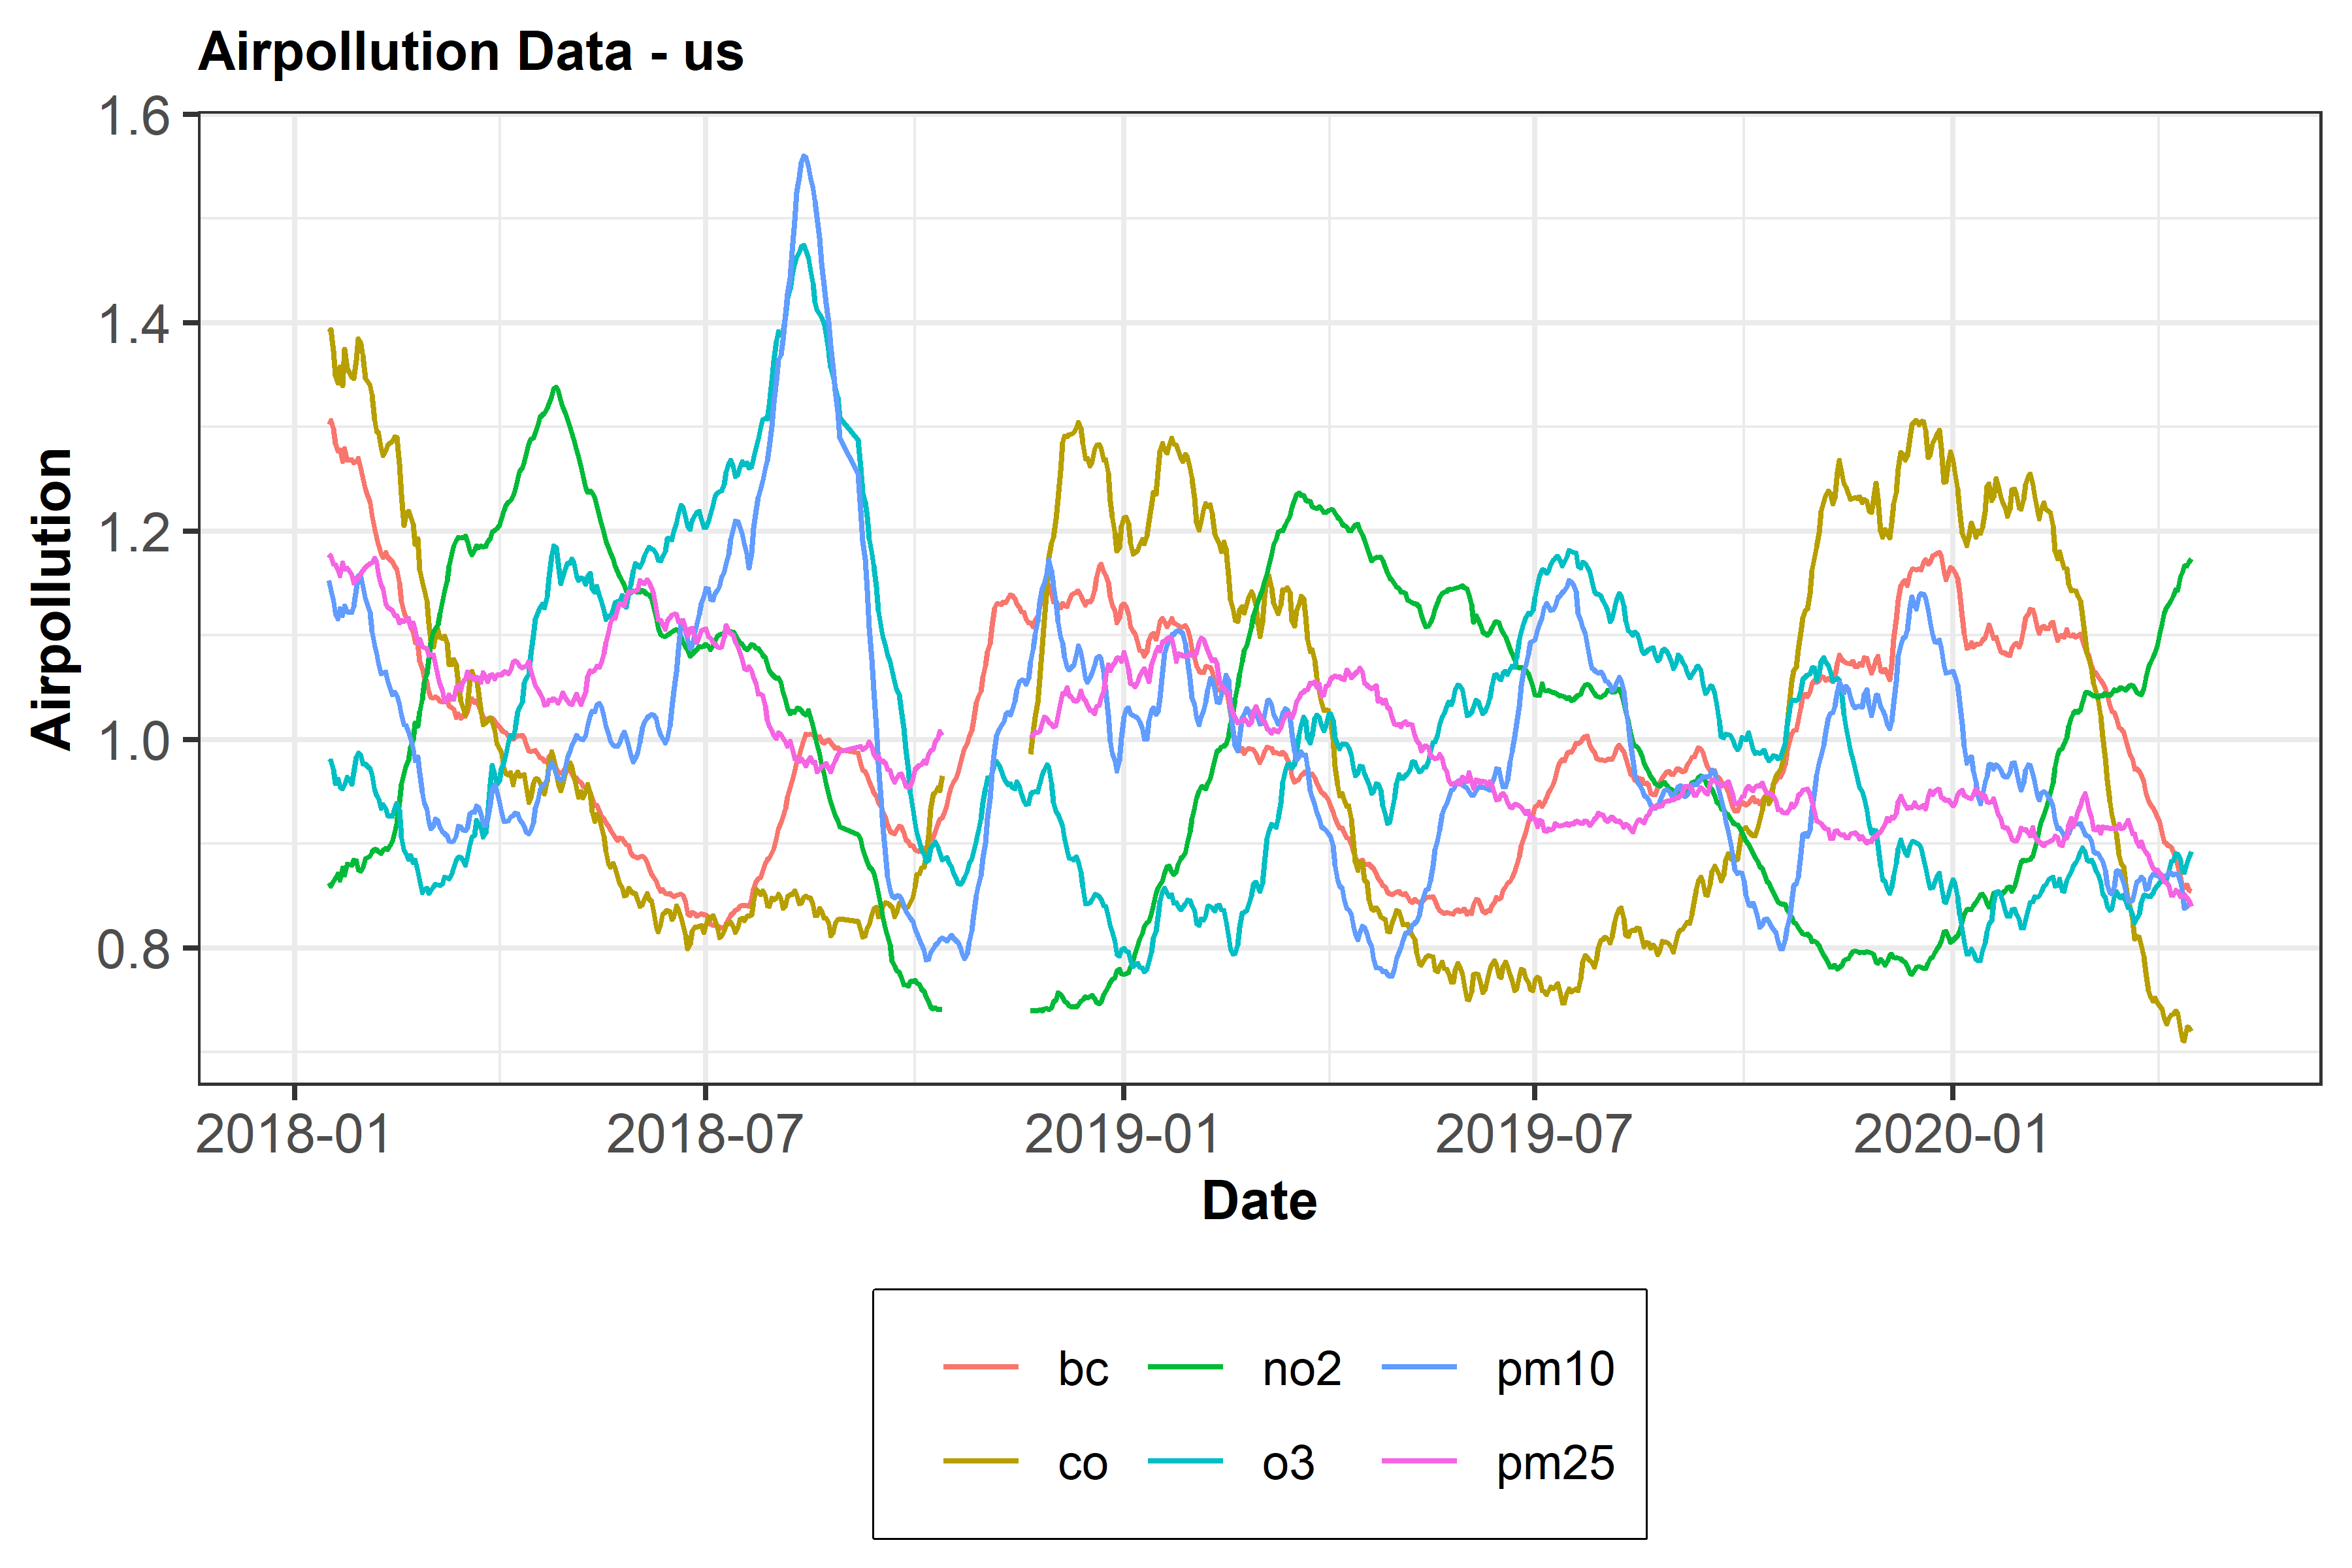 Airpollution Data - us
1.6
1.4
1.2
1.0
0.8
Airpollution
2018-01 2018-07 2019-01 2019-07 2020-01
Date
bc no2 pm10
co o3 pm25